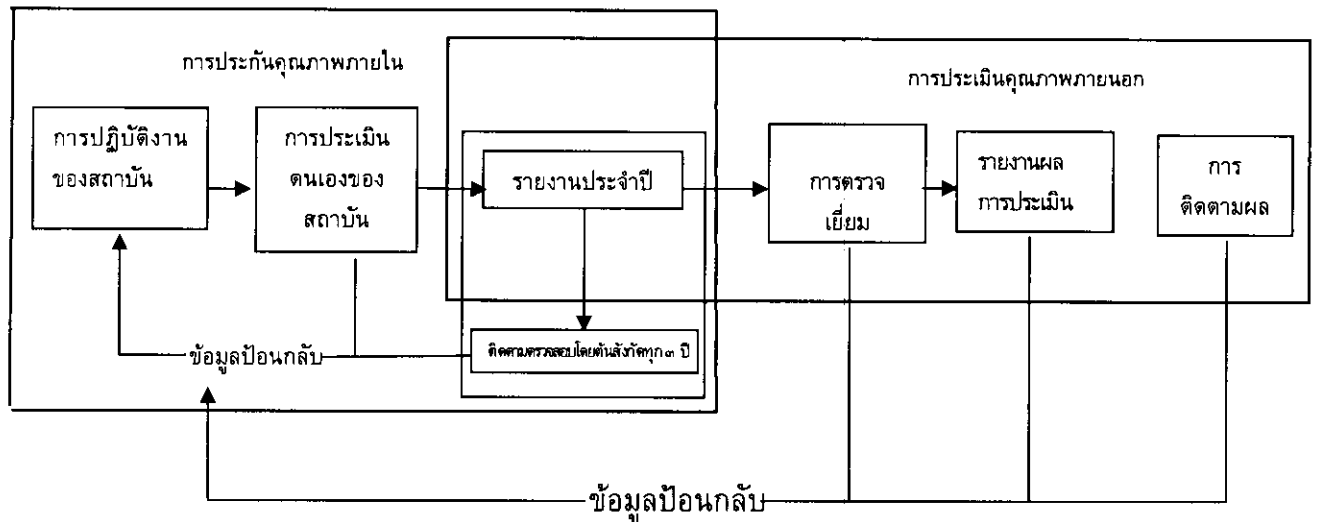 การประกันคุณภาพภายใน
การประเมินคุณภาพภายนอก
การปฏิบัติงาน
ของสถาบัน
การประเมิน
ตนเองของ
สถาบัน
รายงานประจำปี
การตรวจ
เยี่ยม
รายงานผล
การประเมิน
การ
ติดตามผล
ข้อมูลป้อนกลับ
ติดตามตรวจสอบโดยต้นสังกัดทุก ๓ ปี
ข้อมูลป้อนกลับ